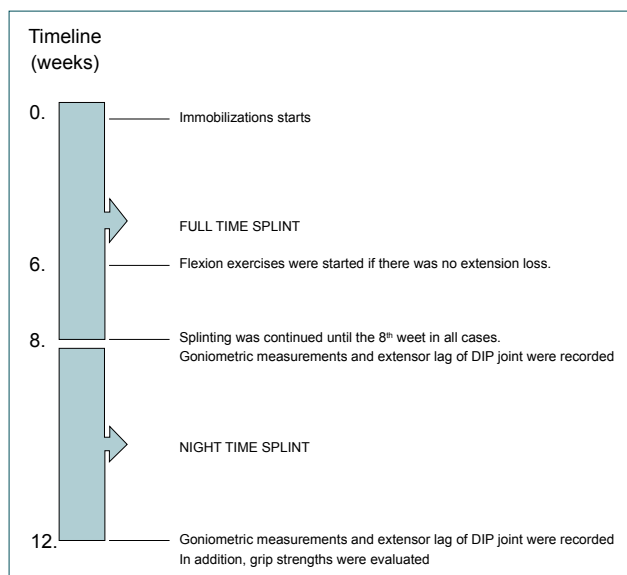 Timeline
(weeks)
0.
Immobilizations starts
FULL TIME SPLINT
6.
Flexion exercises were started if there was no extension loss.
8.
Splinting was continued until the 8th weet in all cases.
Goniometric measurements and extensor lag of DIP joint were recorded
NIGHT TIME SPLINT
12.
Goniometric measurements and extensor lag of DIP joint were recorded
In addition, grip strengths were evaluated